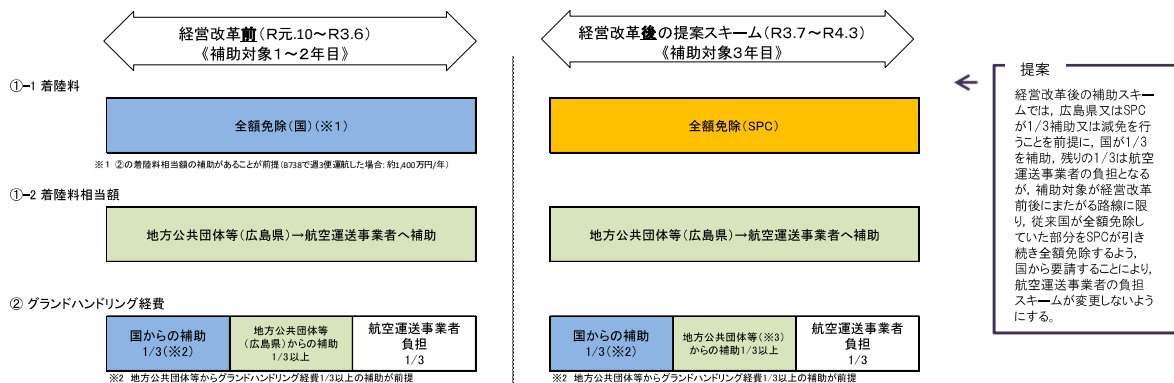 経営改革前(R元.10～R3.6)
《補助対象1～2年目》
経営改革後の提案スキーム(R3.7～R4.3)
《補助対象3年目》
①-1 着陸料
全額免除(国)(※1)
全額免除(SPC)
※1 ②の着陸料相当額の補助があることが前提(B738で週3便運航した場合：約1,400万円/年)
①-2 着陸料相当額
地方公共団体等(広島県)→航空運送事業者へ補助
地方公共団体等(広島県)→航空運送事業者へ補助
② グランドハンドリング経費
国からの補助
1/3(※2)
地方公共団体等
(広島県)からの補助
1/3以上
航空運送事業者
負担
1/3
国からの補助
1/3(※2)
地方公共団体等(※3)
からの補助1/3以上
航空運送事業者
負担
1/3
※2 地方公共団体等からグランドハンドリング経費1/3以上の補助が前提
※2 地方公共団体等からグランドハンドリング経費1/3以上の補助が前提
提案
経営改革後の補助スキー
ムでは，広島県又はSPC
が1/3補助又は減免を行
うことを前提に，国が1/3
を補助，残りの1/3は航空
運送事業者の負担となる
が，補助対象が経営改革
前後にまたがる路線に限
り，従来国が全額免除し
ていた部分をSPCが引き
続き全額免除するよう，
国から要請することにより，
航空運送事業者の負担
スキームが変更しないよう
にする。